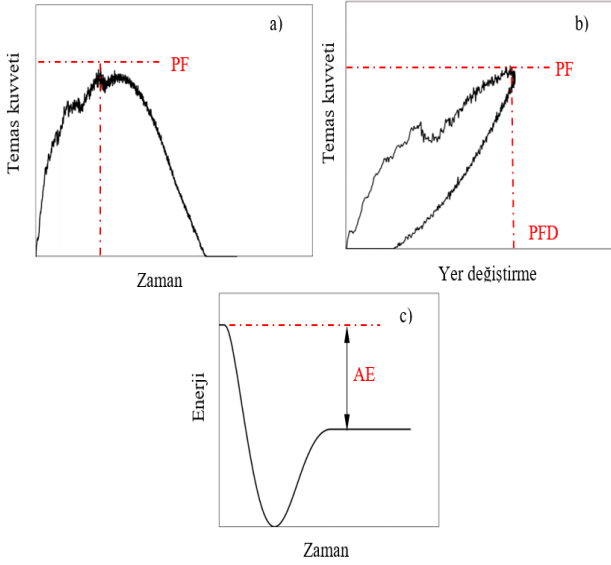 a)
PF
Temas kuvveti
Zaman
b)
PF
PFD
Temas kuvveti
Yer değiştirme
c)
AE
Enerji
Zaman